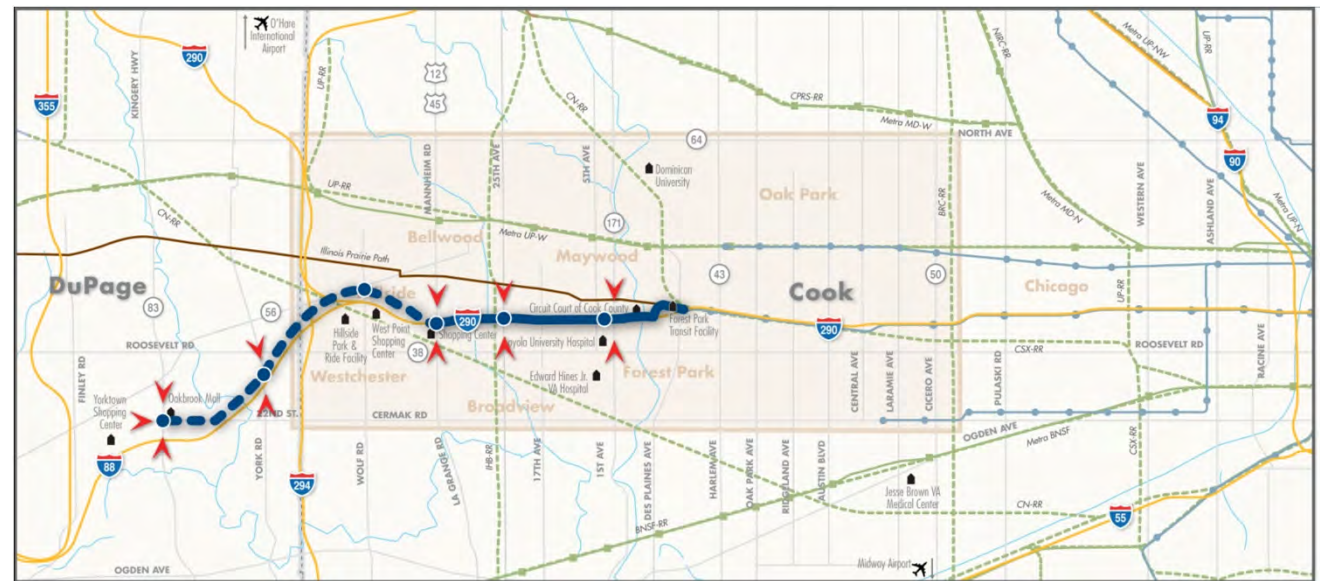 O'Hare
International
Airport
290
355
KINGERY HWY
UP-RR
12
45
CN-RR
CPRS-RR
Metra MD-W
NIRC-RR
Metra UP-NW
UP-RR
94
90
NORTH AVE
64
MANNHEIM RD
25TH AVE
5TH AVE
Dominican
University
Oak Park
BRC-RR
Metra MD-N
WESTERN AVE
ASHLAND AVE
Metra UP-N
UP-RR
CN-RR
Bellwood
Metra UP-W
171
Maywood
Illinois Prairie Path
DuPage
83
56
43
50
Cook
Chicago
UP-RR
Circuit Court of Cook County
Forest Park
Transit Facility
290
290
Hillside
Park &
Ride Facility
West Point
Shopping
Center
Shopping Center
38
Loyola University Hospital
ROOSEVELT RD
CSX-RR
ROOSEVELT RD
Westchester
Edward Hines Jr.
VA Hospital
Forest Park
FINLEY RD
Yorktown
Shopping
Center
Oakbrook Mall
22ND ST.
CERMAK RD
Broadview
CENTRAL AVE
LARAMIE AVE
CICERO AVE
PULASKI RD
RACINE AVE
OGDEN AVE
Metra BNSF
88
YORK RD
294
WOLF RD
LA GRANGE RD
IHB-RR
17TH AVE
1ST AVE
DES PLAINES AVE
HARLEM AVE
OAK PARK AVE
RIDGELAND AVE
AUSTIN BLVD
CSX-RR
Jesse Brown VA
Medical Center
CN-RR
55
BNSF-RR
OGDEN AVE
Midway Airport